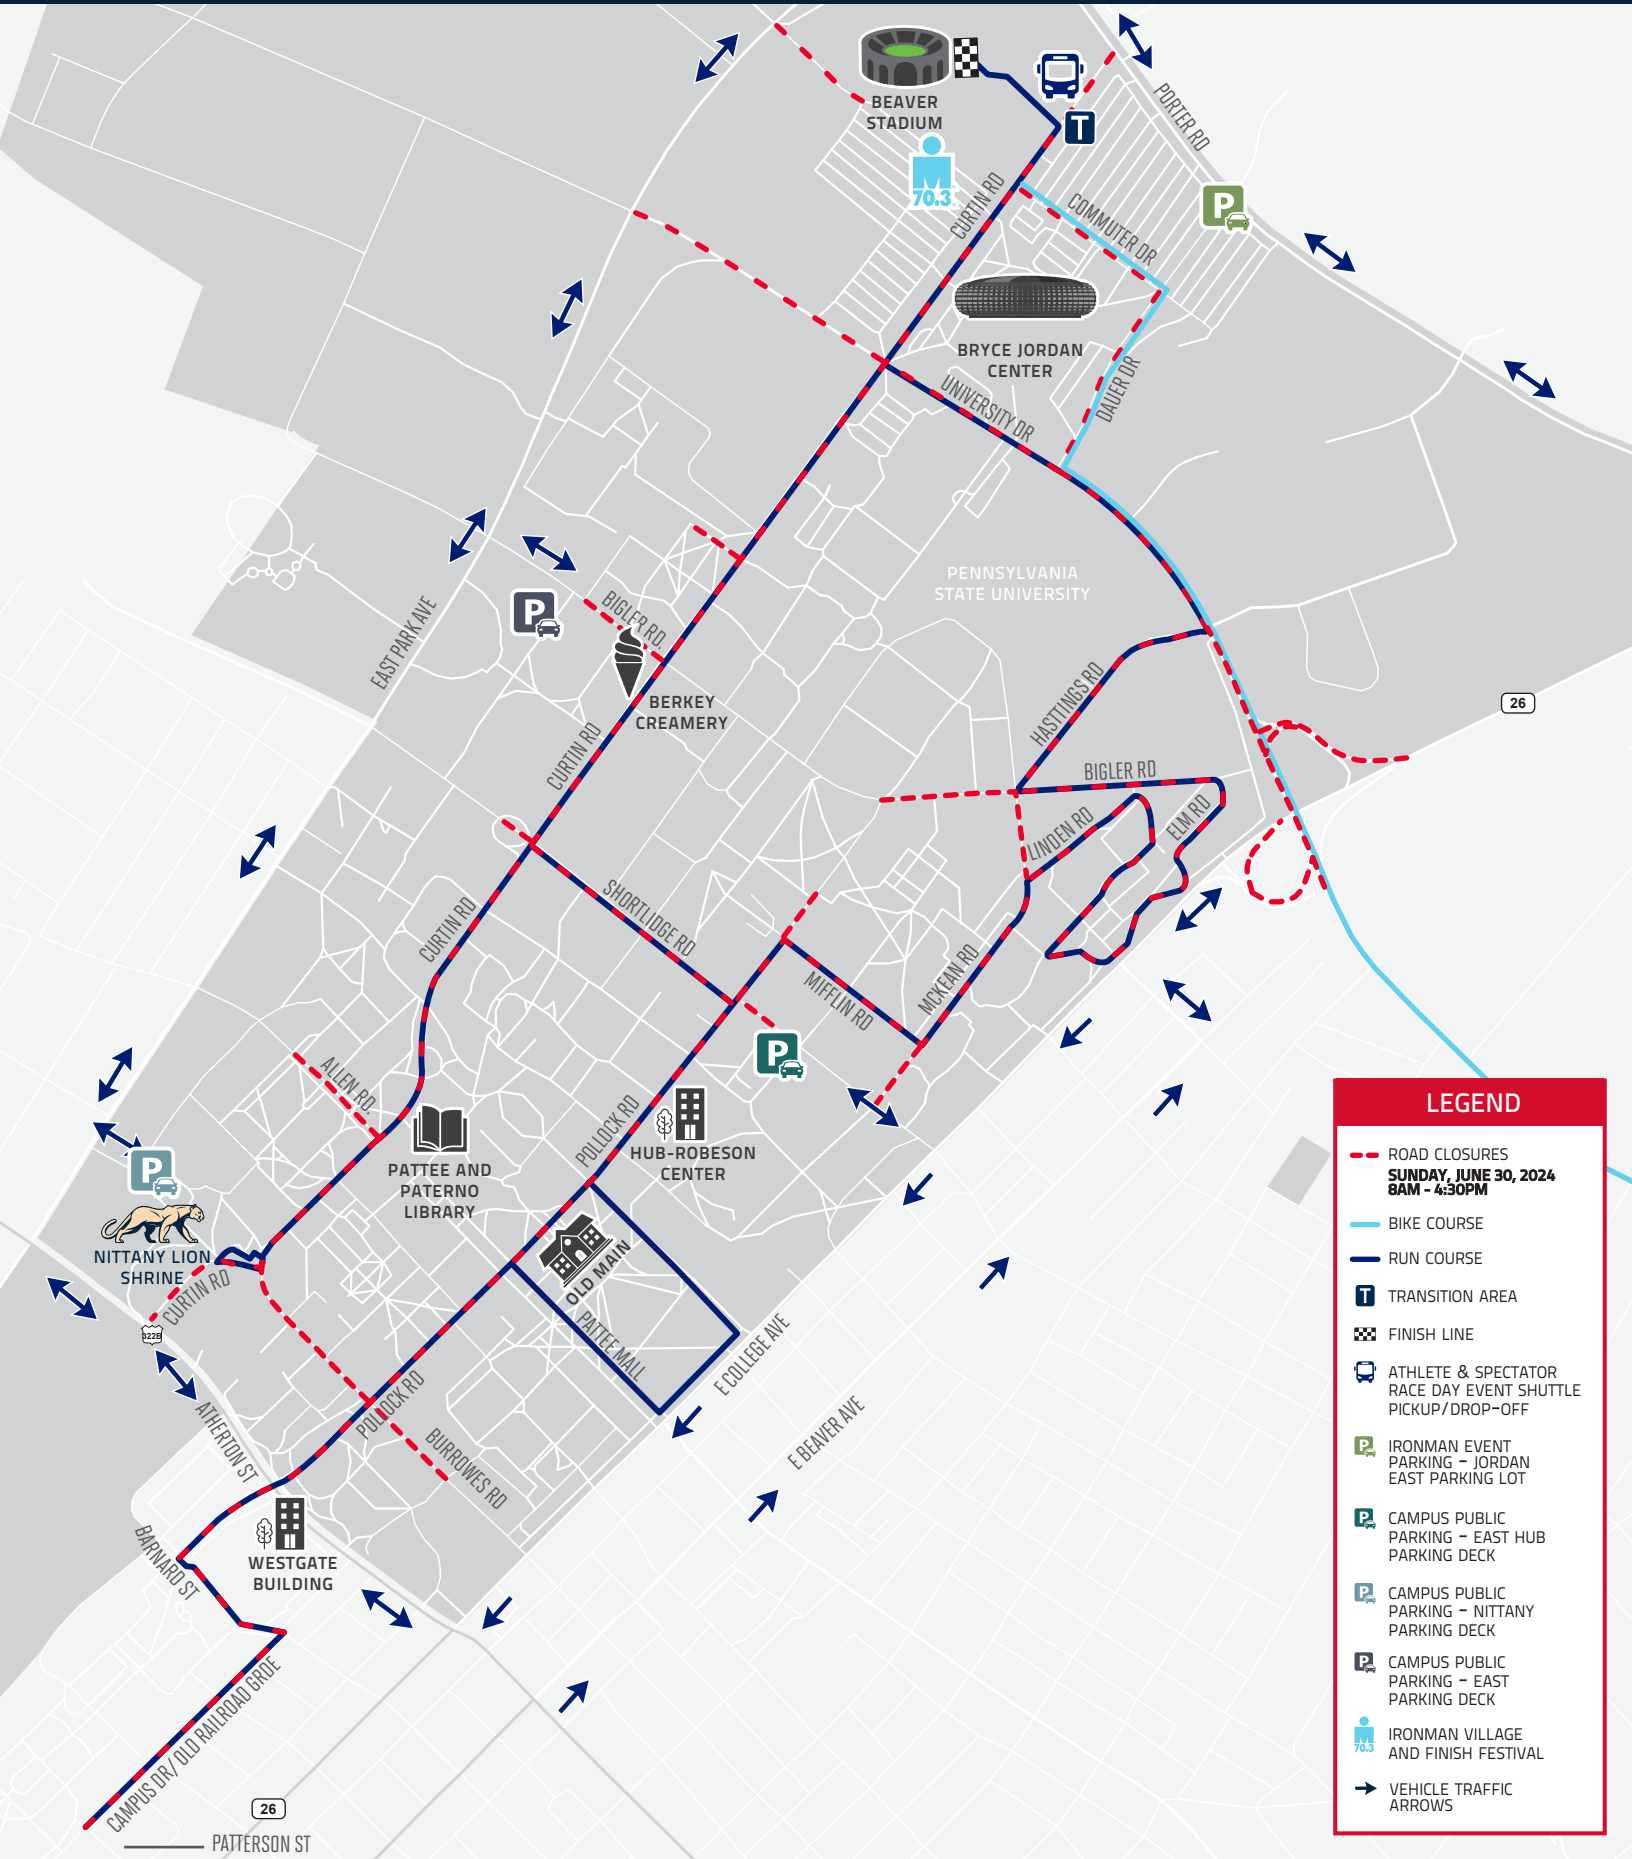 BEAVER
STADIUM
T
PORTER RD
70.3
CURTIN RD
COMMUTER DR
P
BRYCE JORDAN
CENTER
UNIVERSITY DR
DAUER DR
PENNSYLVANIA
STATE UNIVERSITY
EAST PARK AVE
P
BIGLER RD.
BERKEY
CREAMERY
CURTIN RD
HASTTINGS RD
26
BIGLER RD
LINDEN RD
ELM RD
SHORTLIDGE RD
CURTIN RD
MIFFLIN RD
MCKEAN RD
P
ALLEN RD.
POLLOCK RD
HUB-ROBESON
CENTER
PATTEE AND
PATERNO
LIBRARY
P
NITTANY LION
SHRINE
CURTIN RD
322B
OLD MAIN
PATTEE MALL
E COLLEGE AVE
E BEAVER AVE
POLLOCK RD
BURROWES RD
ATHERTON ST
BARNARD ST
WESTGATE
BUILDING
CAMPUS DR/ OLD RAILROAD GRDE
26
PATTERSON ST
LEGEND
ROAD CLOSURES
SUNDAY, JUNE 30, 2024
8AM - 4:30PM
BIKE COURSE
RUN COURSE
T TRANSITION AREA
FINISH LINE
ATHLETE & SPECTATOR
RACE DAY EVENT SHUTTLE
PICKUP/DROP-OFF
P IRONMAN EVENT
PARKING - JORDAN
EAST PARKING LOT
P CAMPUS PUBLIC
PARKING - EAST HUB
PARKING DECK
P CAMPUS PUBLIC
PARKING - NITTANY
PARKING DECK
P CAMPUS PUBLIC
PARKING - EAST
PARKING DECK
70.3 IRONMAN VILLAGE
AND FINISH FESTIVAL
VEHICLE TRAFFIC
ARROWS